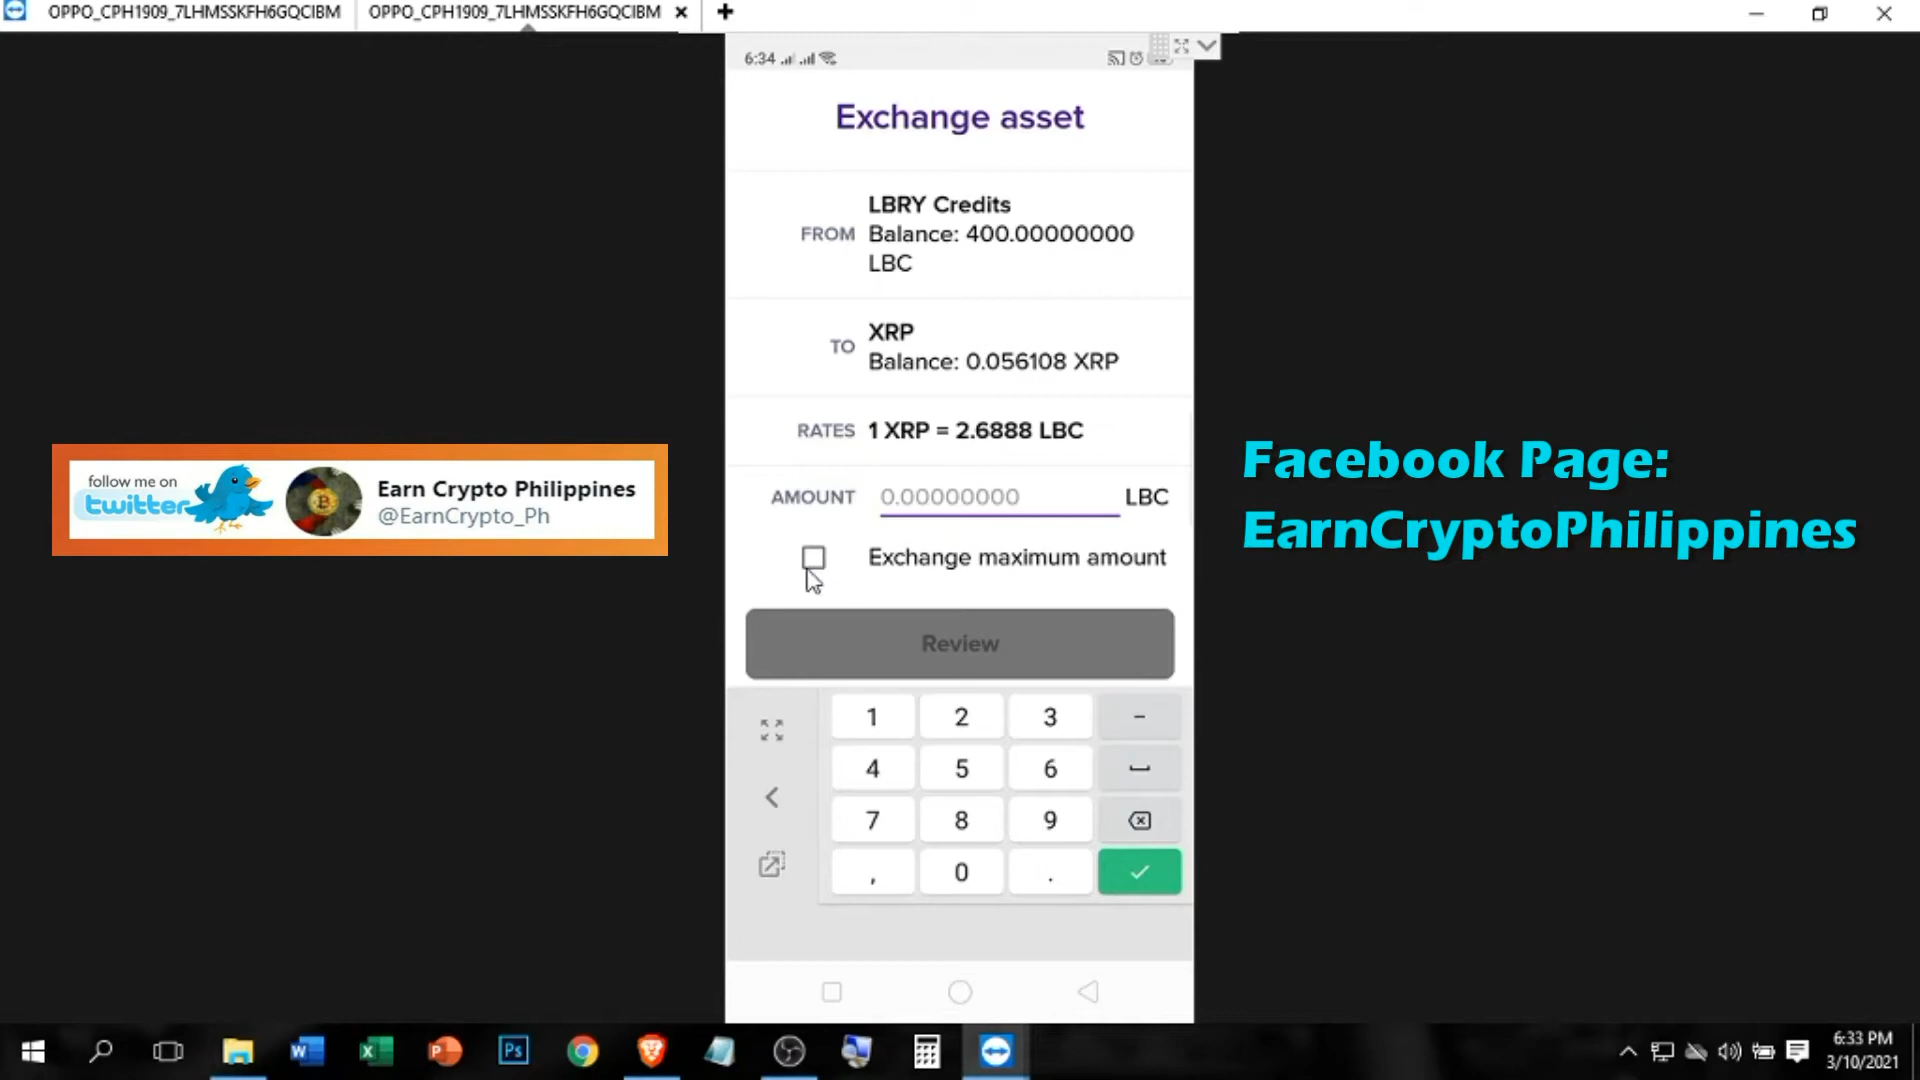 OPPO_CPH1909_7LHMSSKFH6GQCIBM
OPPO_CPH1909_7LHMSSKFH6GQCIBM
6:34
Exchange asset
FROM
LBRY Credits
Balance: 400.00000000
LBC
TO
XRP
Balance: 0.056108 XRP
RATES 1 XRP = 2.6888 LBC
AMOUNT 0.00000000 LBC
Exchange maximum amount
Review
1 2 3 -
4 5 6
7 8 9
, 0 .
follow me on
twitter
Earn Crypto Philippines
@EarnCrypto_Ph
Facebook Page:
EarnCryptoPhilippines
W
X
P
Ps
6:33 PM
3/10/2021